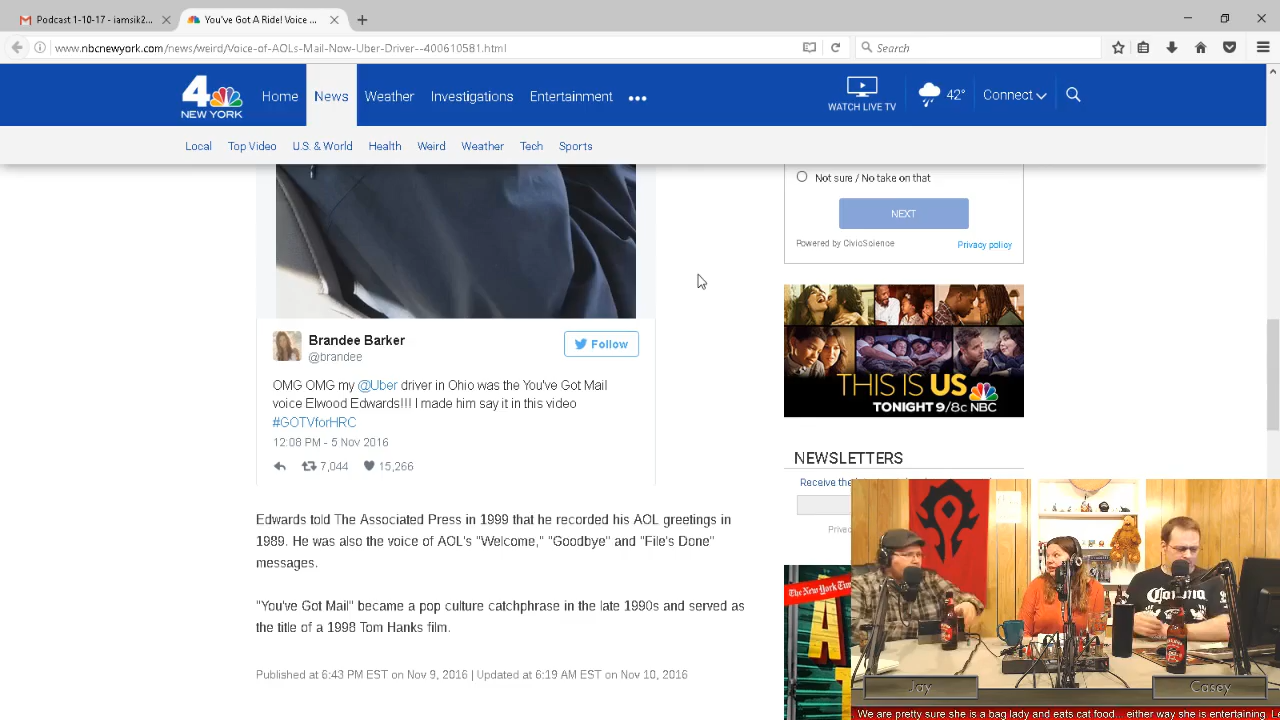 Podcast 1-10-17 - iamsik2...
You've Got A Ride! Voice ...
www.nbcnewyork.com/news/weird/Voice-of-AOLs-Mail-Now-Uber-Driver--400610581.html
Search
4
NEW YORK
Home News Weather Investigations Entertainment
WATCH LIVE TV
42°
Connect
Local Top Video U.S. & World Health Weird Weather Tech Sports
Not sure / No take on that
NEXT
Powered by CivicScience
Privacy policy
Brandee Barker
@brandee
Follow
OMG OMG my @Uber driver in Ohio was the You've Got Mail
voice Elwood Edwards!!! I made him say it in this video
#GOTVforHRC
12:08 PM - 5 Nov 2016
7,044 15,266
THIS IS US
TONIGHT 9/8c NBC
NEWSLETTERS
Receive the
Edwards told The Associated Press in 1999 that he recorded his AOL greetings in
1989. He was also the voice of AOL's "Welcome," "Goodbye" and "File's Done"
messages.
"You've Got Mail" became a pop culture catchphrase in the late 1990s and served as
the title of a 1998 Tom Hanks film.
Published at 6:43 PM EST on Nov 9, 2016 | Updated at 6:19 AM EST on Nov 10, 2016
The New York Tim
Jay
Casey
We are pretty sure she is a bag lady and eats cat food... either way she is entertaining.